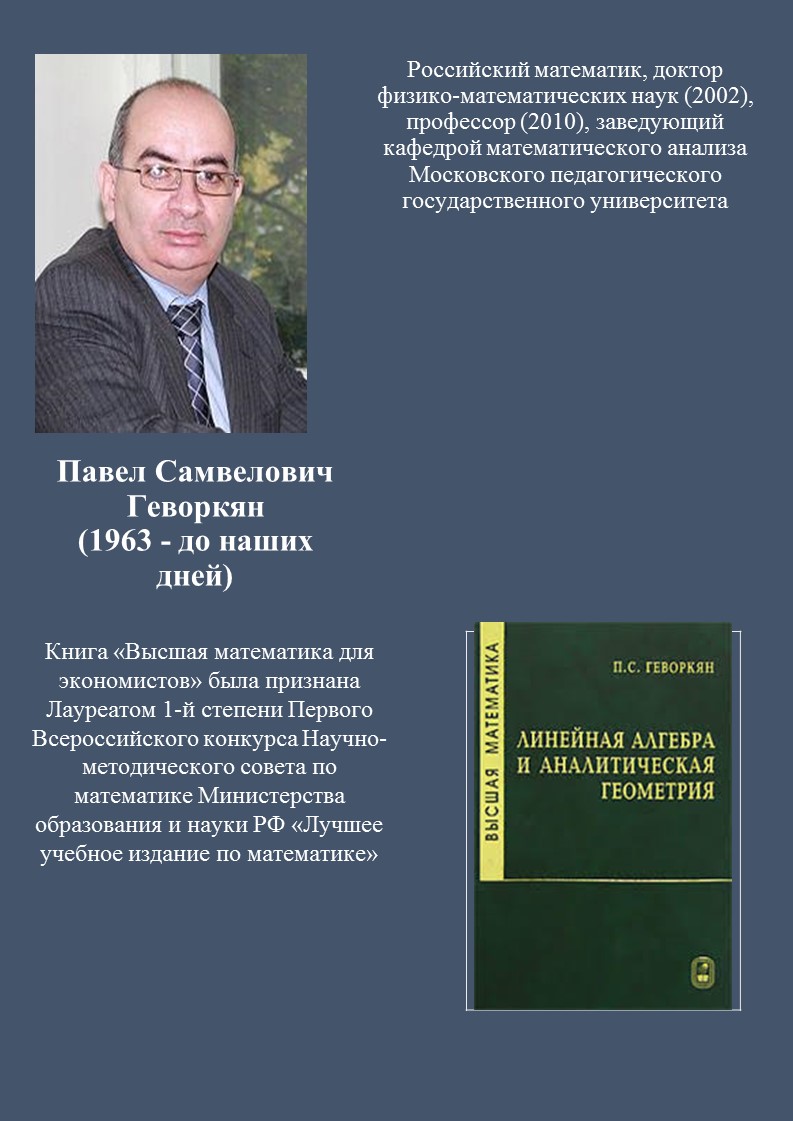 Российский математик, доктор
физико-математических наук (2002),
профессор (2010), заведующий
кафедрой математического анализа
Московского педагогического
государственного университета
Павел Самвелович
Геворкян
(1963 - до наших
дней)
Книга «Высшая математика для
экономистов» была признана
Лауреатом 1-й степени Первого
Всероссийского конкурса Научно-
методического совета по
математике Министерства
образования и науки РФ «Лучшее
учебное издание по математике»
ВЫСШАЯ МАТЕМАТИКА
П.С. ГЕВОРКЯН
ЛИНЕЙНАЯ АЛГЕБРА
И АНАЛИТИЧЕСКАЯ
ГЕОМЕТРИЯ